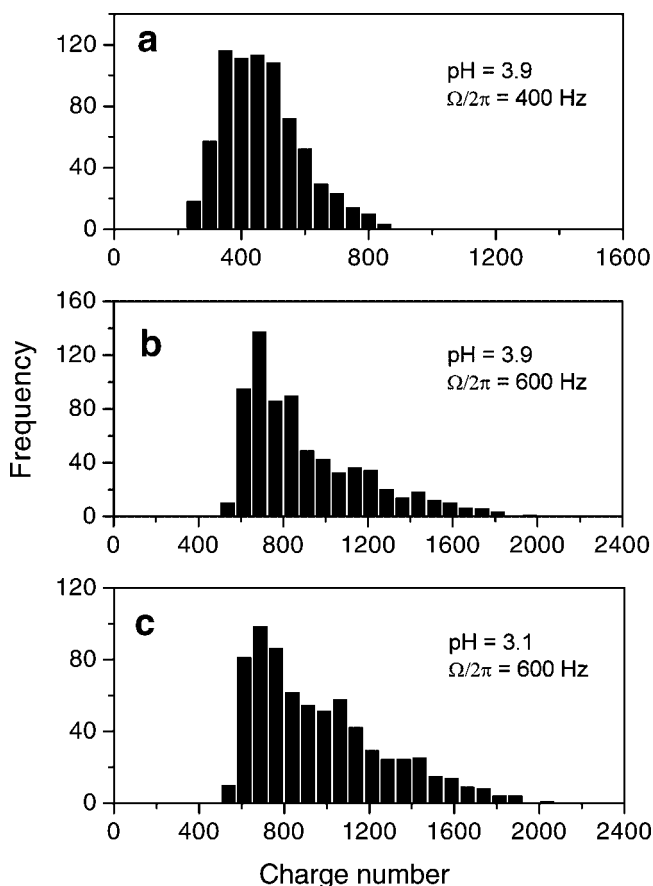 a
pH = 3.9
Ω/2π = 400 Hz
120
80
40
0
0 400 800 1200 1600
b
pH = 3.9
Ω/2π = 600 Hz
160
120
80
40
0
0 400 800 1200 1600 2000 2400
Frequency
c
pH = 3.1
Ω/2π = 600 Hz
120
80
40
0
0 400 800 1200 1600 2000 2400
Charge number